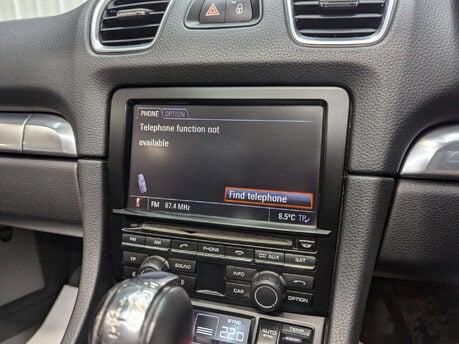 PHONE OPTION
Telephone function not
available
Find telephone
FM 97.4 MHz 8.5°C TP
FM AM PHONE CD AUX SAT
TP SOUND INFO
CAR OPTION
SYNC
22.0 AUTO TEMP